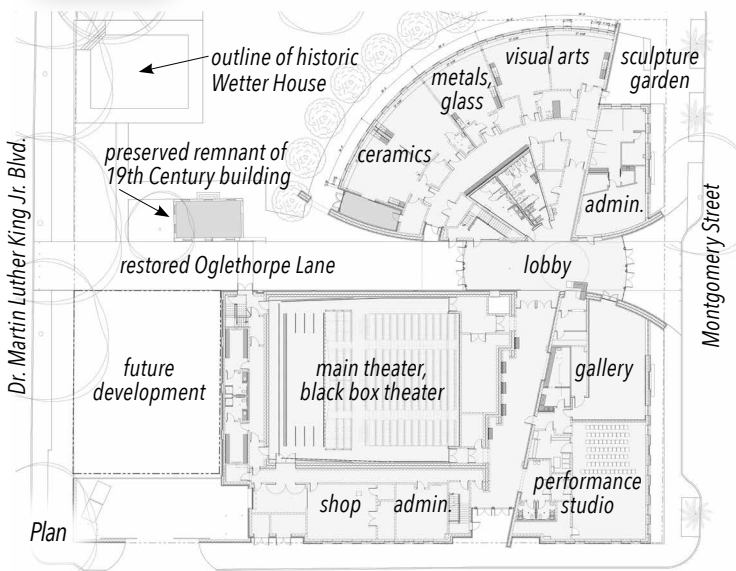 outline of historic
Wetter House
visual arts
sculpture
garden
metals,
glass
preserved remnant of
19th Century building
ceramics
admin.
Dr. Martin Luther King Jr. Blvd.
Montgomery Street
restored Oglethorpe Lane
lobby
future
development
main theater,
black box theater
gallery
performance
studio
shop
admin.
Plan